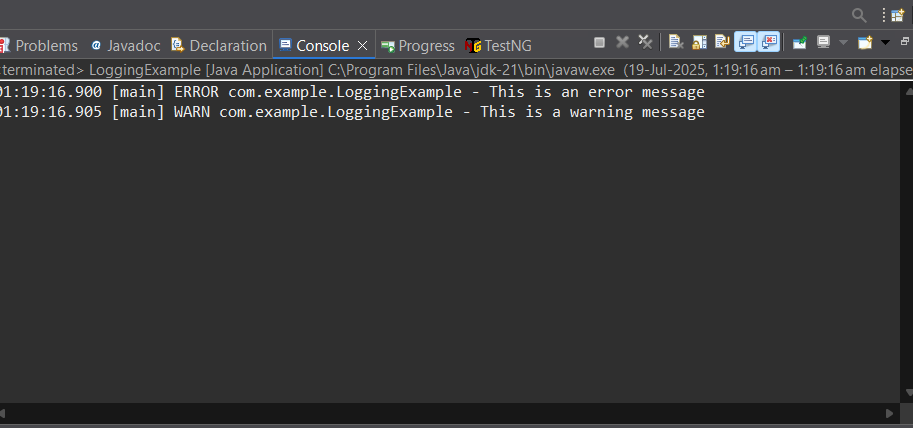 Problems @ Javadoc Declaration Console Progress TestNG
terminated> LoggingExample [Java Application] C:\Program Files\Java\jdk-21\bin\javaw.exe (19-Jul-2025, 1:19:16 am – 1:19:16 am elapse
01:19:16.900 [main] ERROR com.example.LoggingExample - This is an error message
01:19:16.905 [main] WARN com.example.LoggingExample - This is a warning message